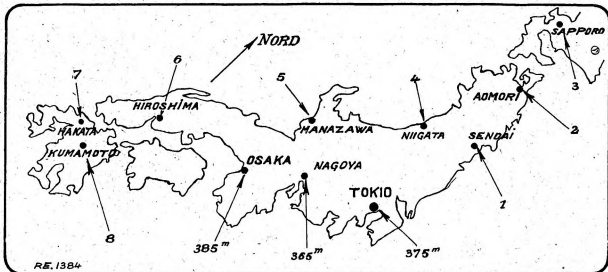 NORD
SAPPORO
3
7
6
5
4
AOMORI
2
HIROSHIMA
HAKATA
MANAZAWA
NIIGATA
SENDAI
KUMAMOTO
OSAKA
NAGOYA
1
TOKIO
8
385m
365m
375m
RE.1384